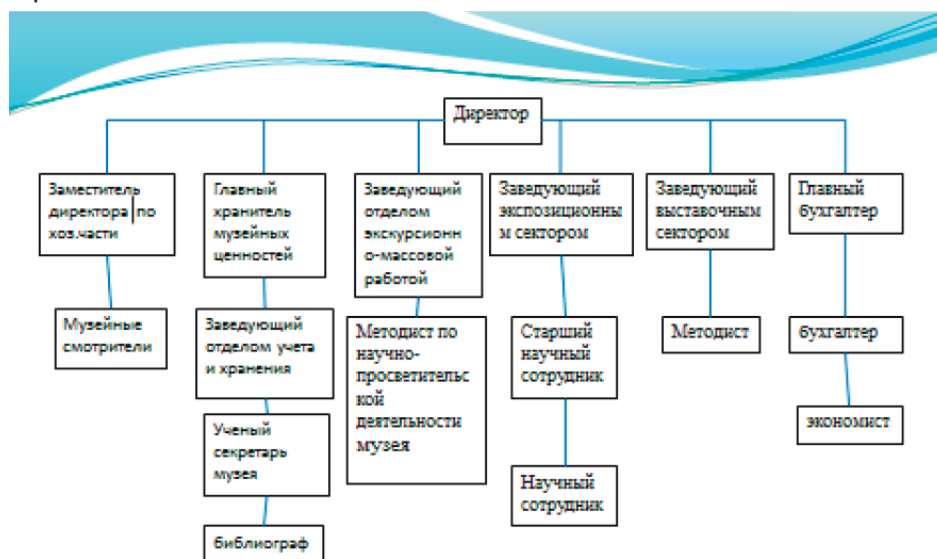 Директор
Заместитель
директора по
хоз.части
Главный
хранитель
музейных
ценностей
Заведующий
отделом
экскурсионн
о-массовой
работой
Заведующий
экспозиционны
м сектором
Заведующий
выставочным
сектором
Главный
бухгалтер
Музейные
смотрители
Заведующий
отделом учета
и хранения
Методист по
научно-
просветительс
кой
деятельности
музея
Старший
научный
сотрудник
Методист
бухгалтер
Ученый
секретарь
музея
экономист
Научный
сотрудник
библиограф